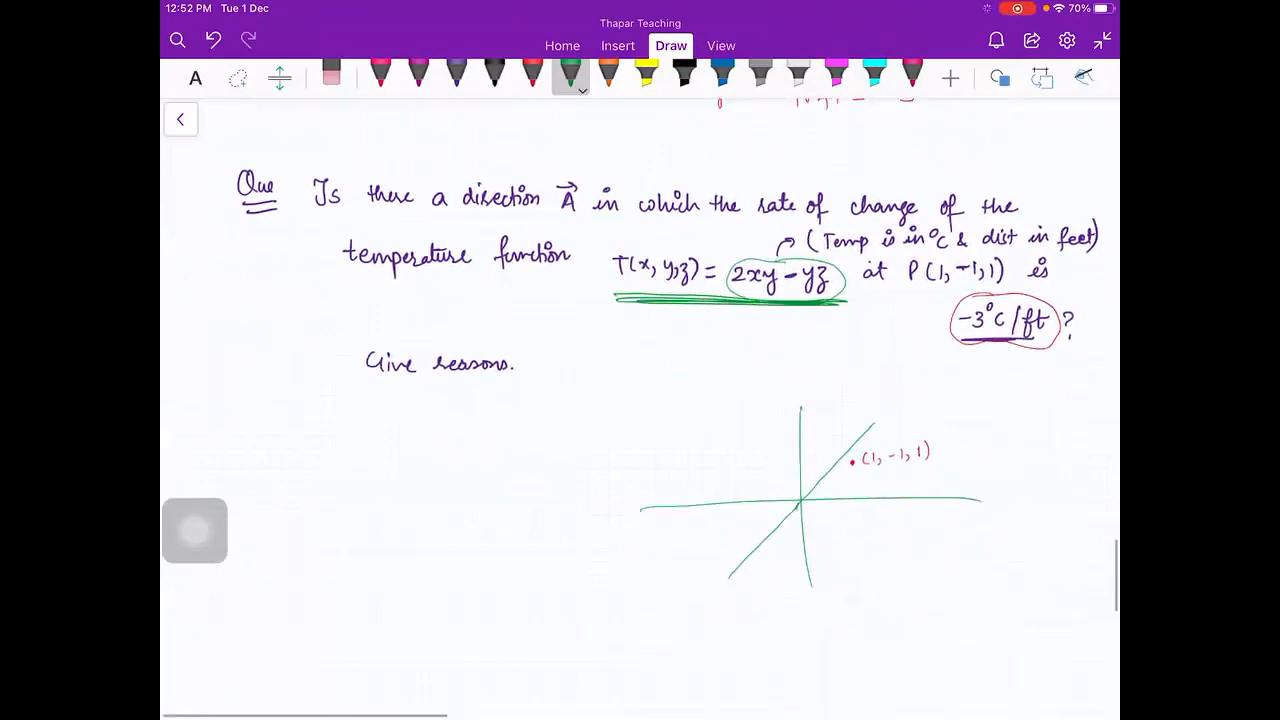 12:52 PM Tue 1 Dec
70%
Thapar Teaching
Home Insert Draw View
A
Que Is there a direction A⃗ in which the rate of change of the
(Temp is in °C & dist in feet)
temperature function T(x, y, z) = 2xy - yz at P(1, -1, 1) is
-3°C/ft ?
Give reasons.
(1, -1, 1)